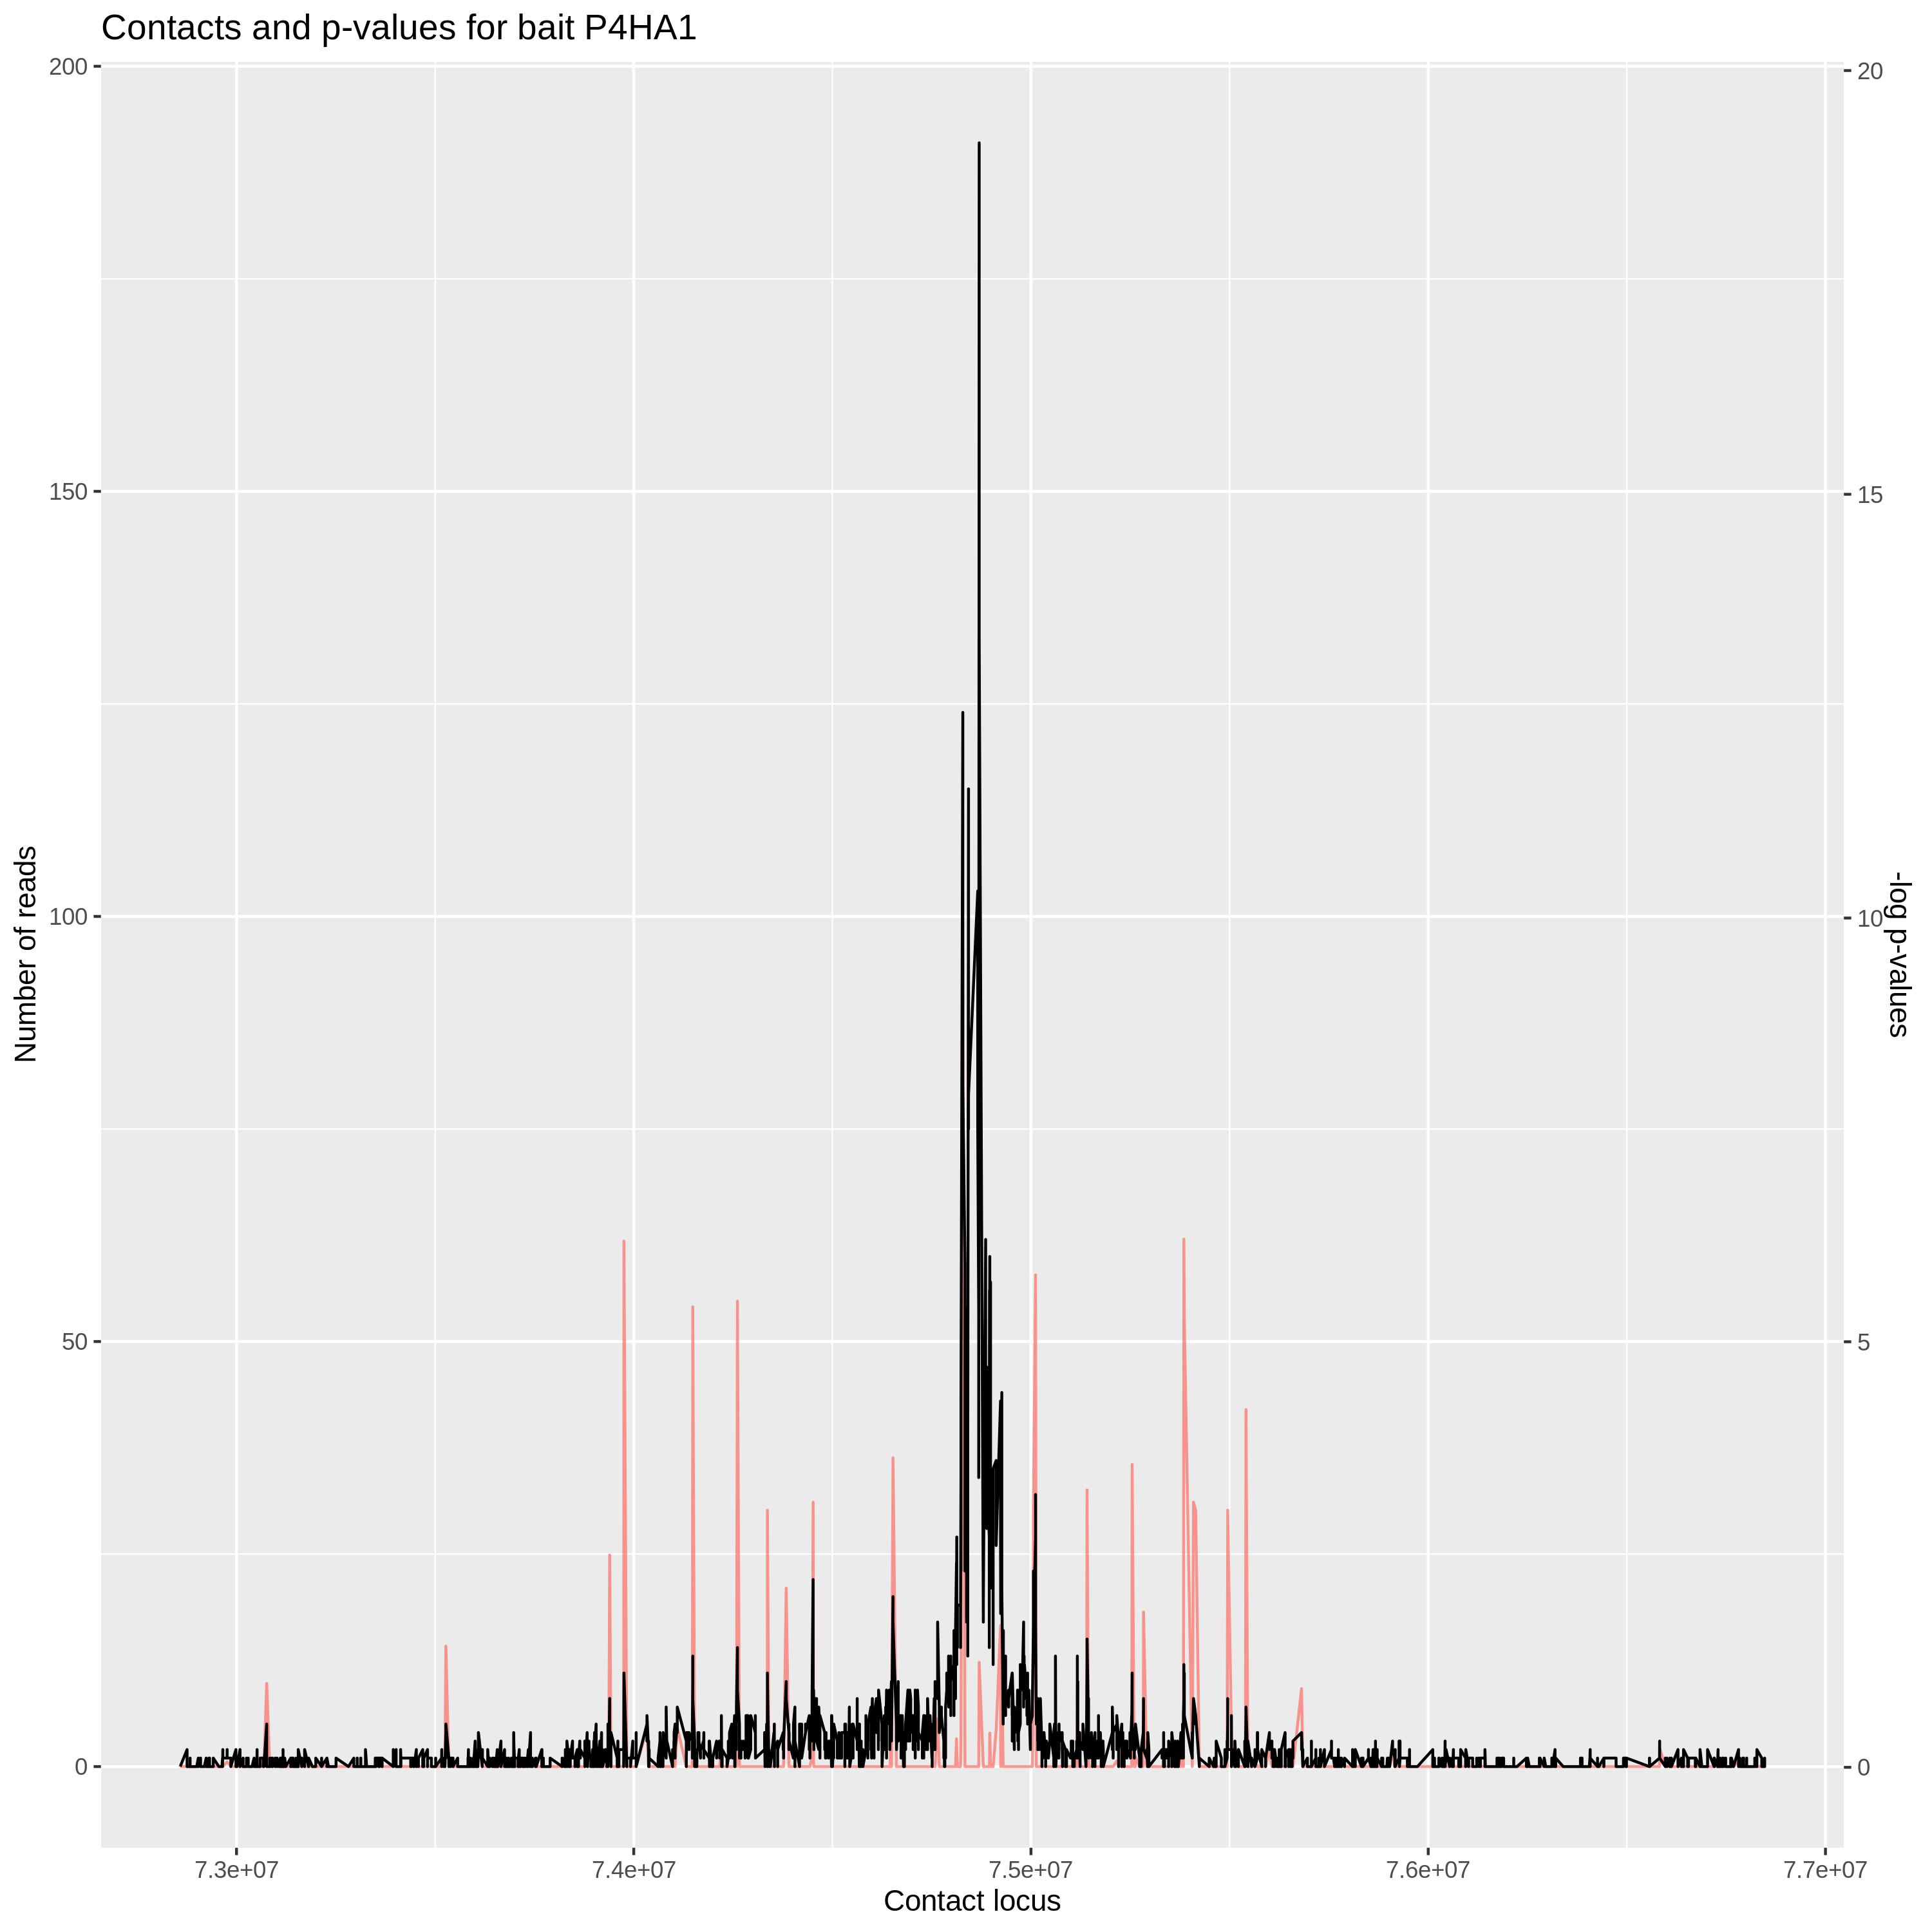 Contacts and p-values for bait P4HA1
200
150
100
50
0
Number of reads
20
15
10
5
0
-log p-values
7.3e+07
7.4e+07
7.5e+07
7.6e+07
7.7e+07
Contact locus